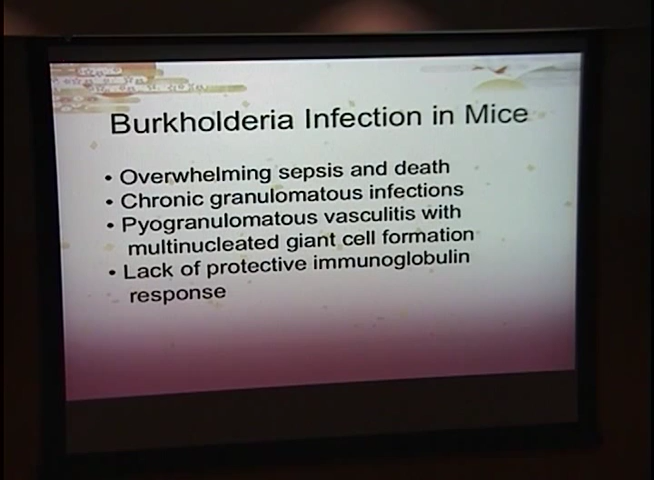 Burkholderia Infection in Mice
• Overwhelming sepsis and death
• Chronic granulomatous infections
• Pyogranulomatous vasculitis with
multinucleated giant cell formation
• Lack of protective immunoglobulin
response